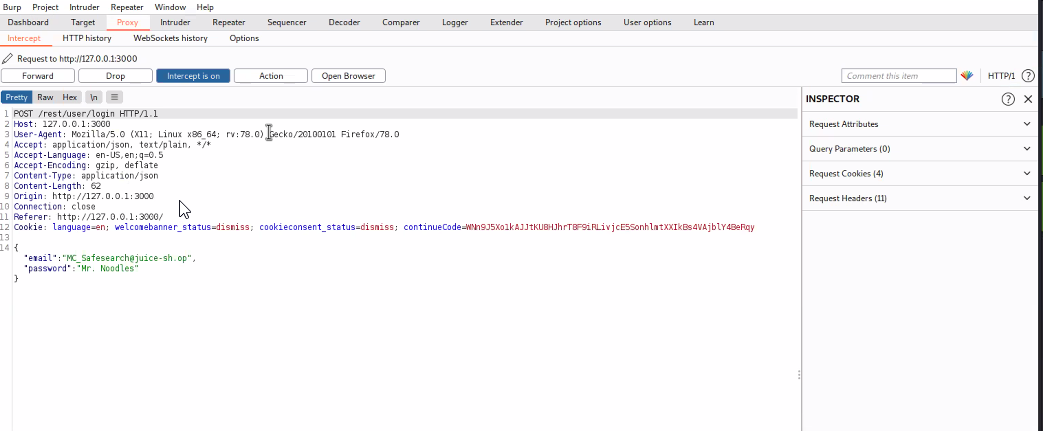 Burp Project Intruder Repeater Window Help
Dashboard Target Proxy Intruder Repeater Sequencer Decoder Comparer Logger Extender Project options User options Learn
Intercept HTTP history WebSockets history Options
Request to http://127.0.0.1:3000
Forward Drop Intercept is on Action Open Browser Comment this item HTTP/1 ?
Pretty Raw Hex \n
INSPECTOR
Request Attributes
Query Parameters (0)
Request Cookies (4)
Request Headers (11)
1 POST /rest/user/login HTTP/1.1
2 Host: 127.0.0.1:3000
3 User-Agent: Mozilla/5.0 (X11; Linux x86_64; rv:78.0) Gecko/20100101 Firefox/78.0
4 Accept: application/json, text/plain, */*
5 Accept-Language: en-US,en;q=0.5
6 Accept-Encoding: gzip, deflate
7 Content-Type: application/json
8 Content-Length: 62
9 Origin: http://127.0.0.1:3000
10 Connection: close
11 Referer: http://127.0.0.1:3000/
12 Cookie: language=en; welcomebanner_status=dismiss; cookieconsent_status=dismiss; continueCode=
13
14 {
"email":"MC_Safesearch@juice-sh.op",
"password":"Mr. Noodles"
}